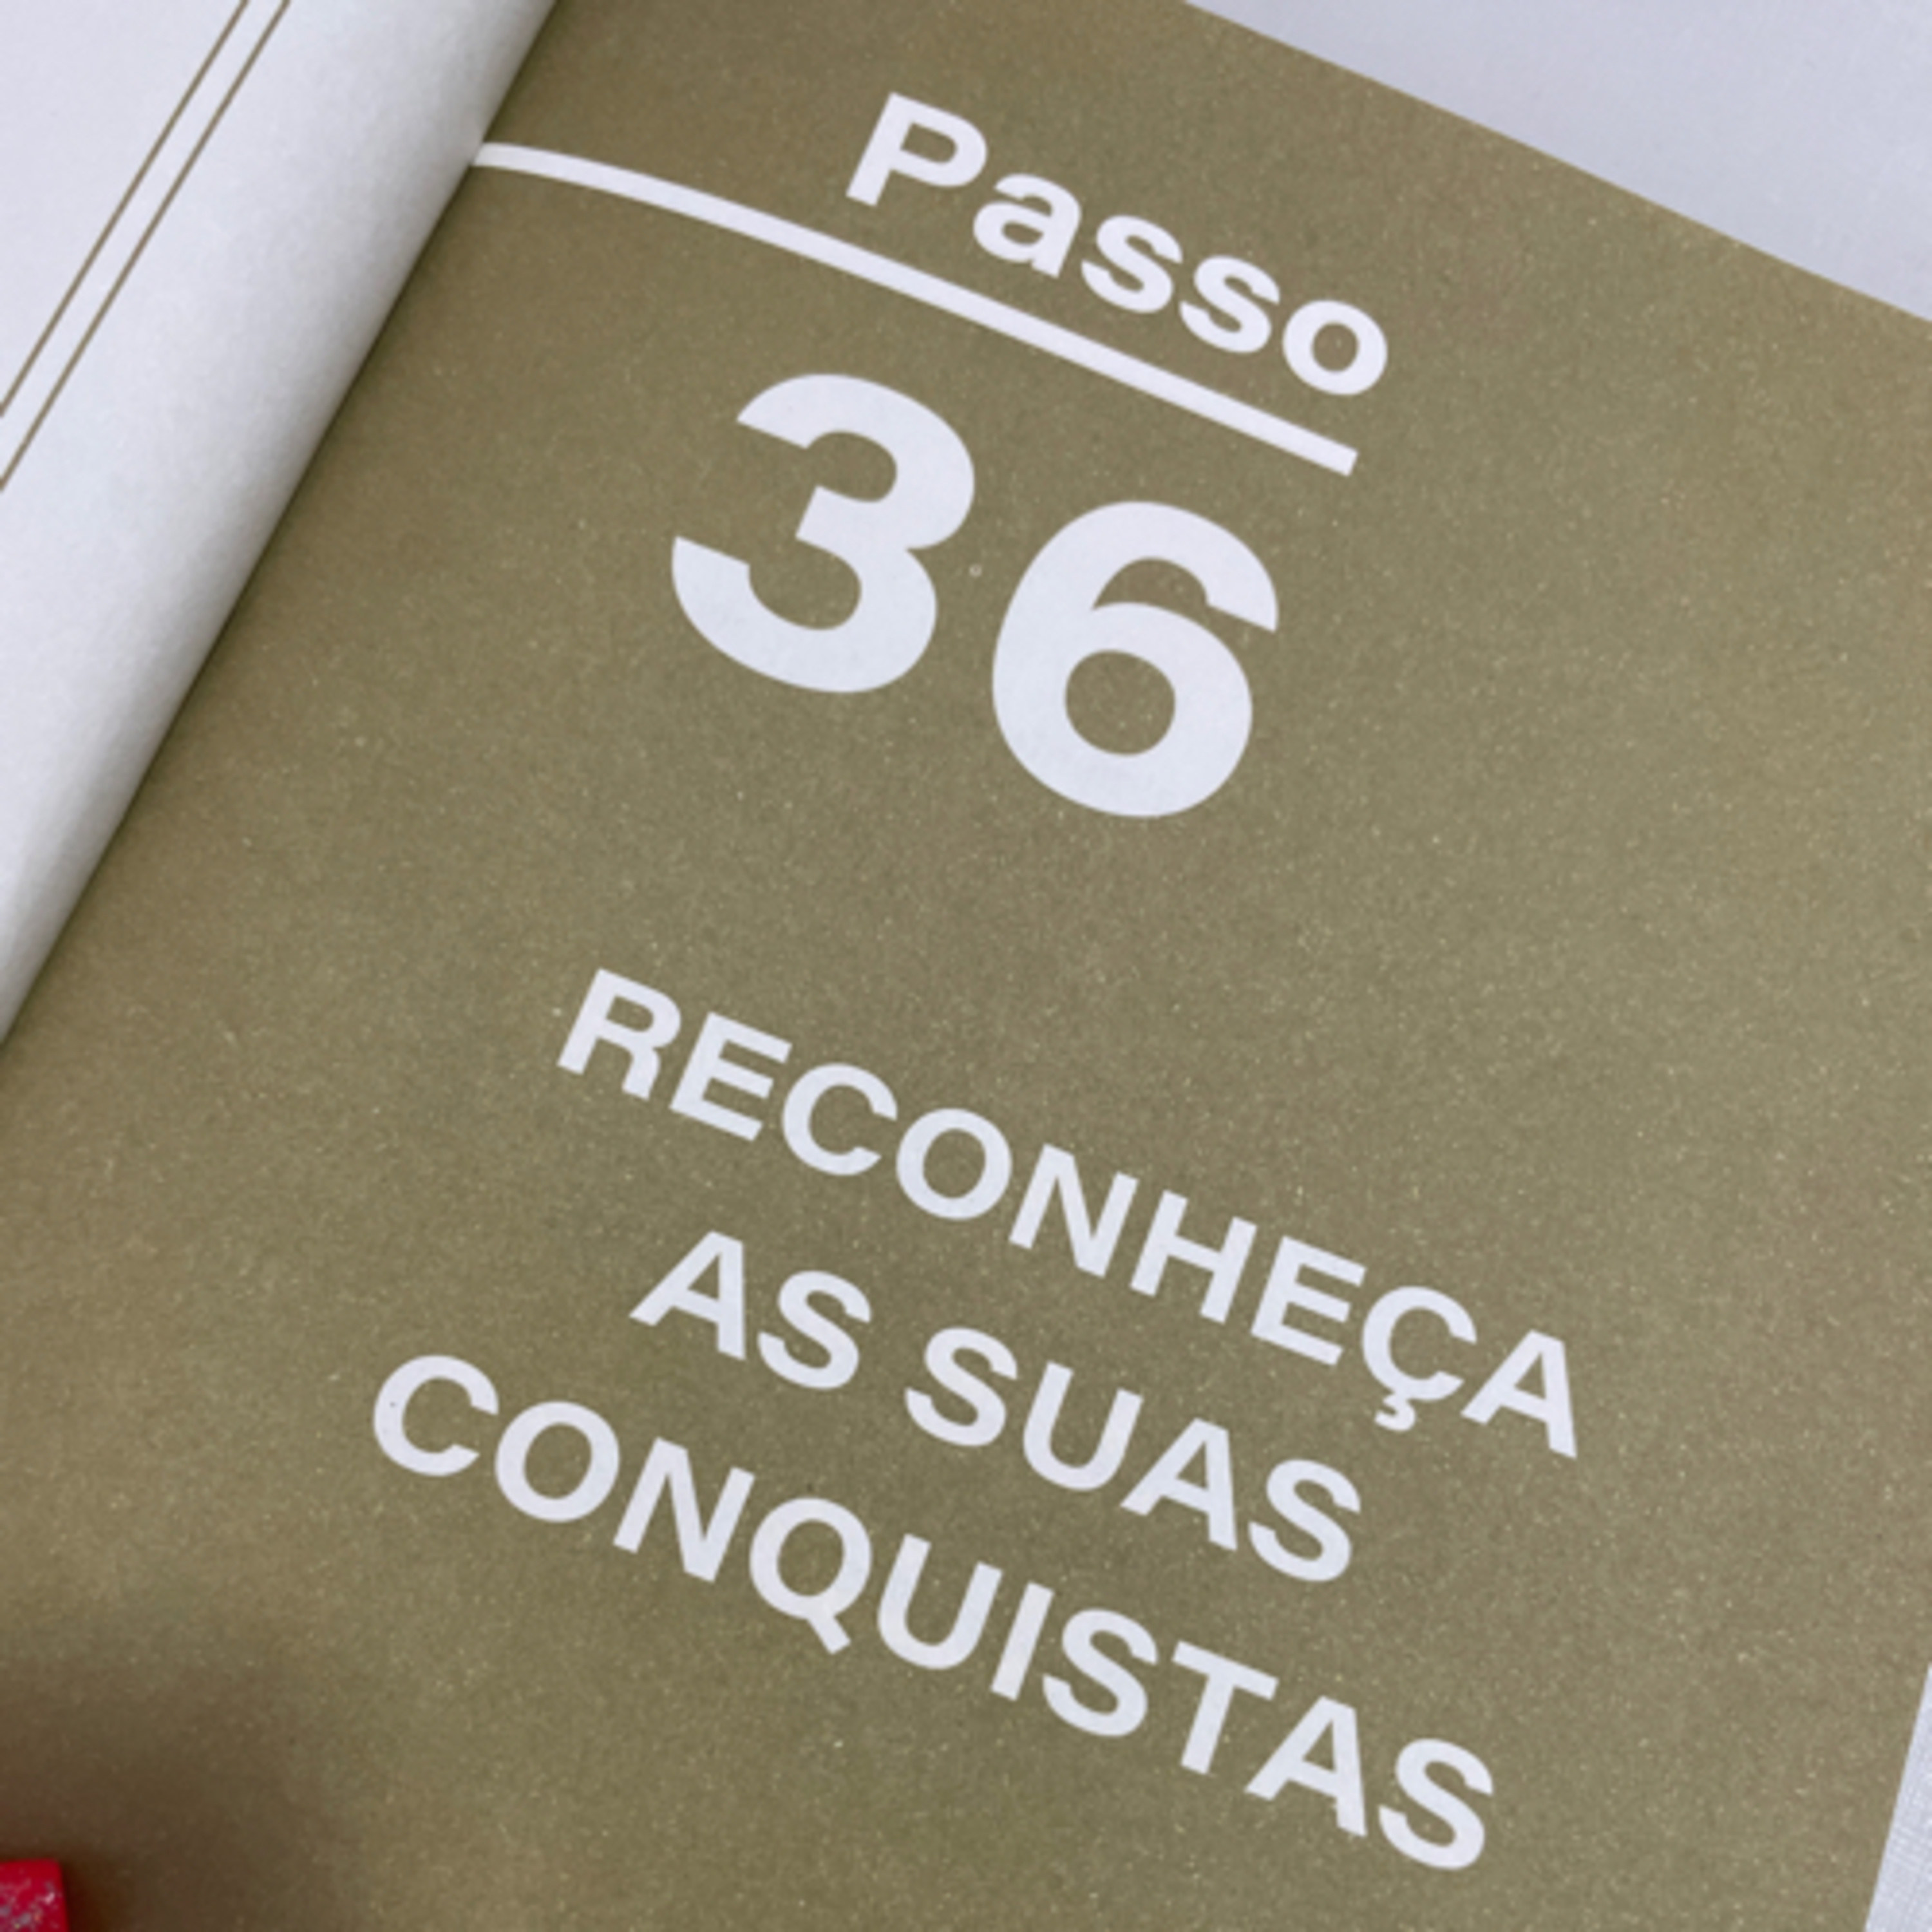 Passo
36
RECONHEÇA
AS SUAS
CONQUISTAS